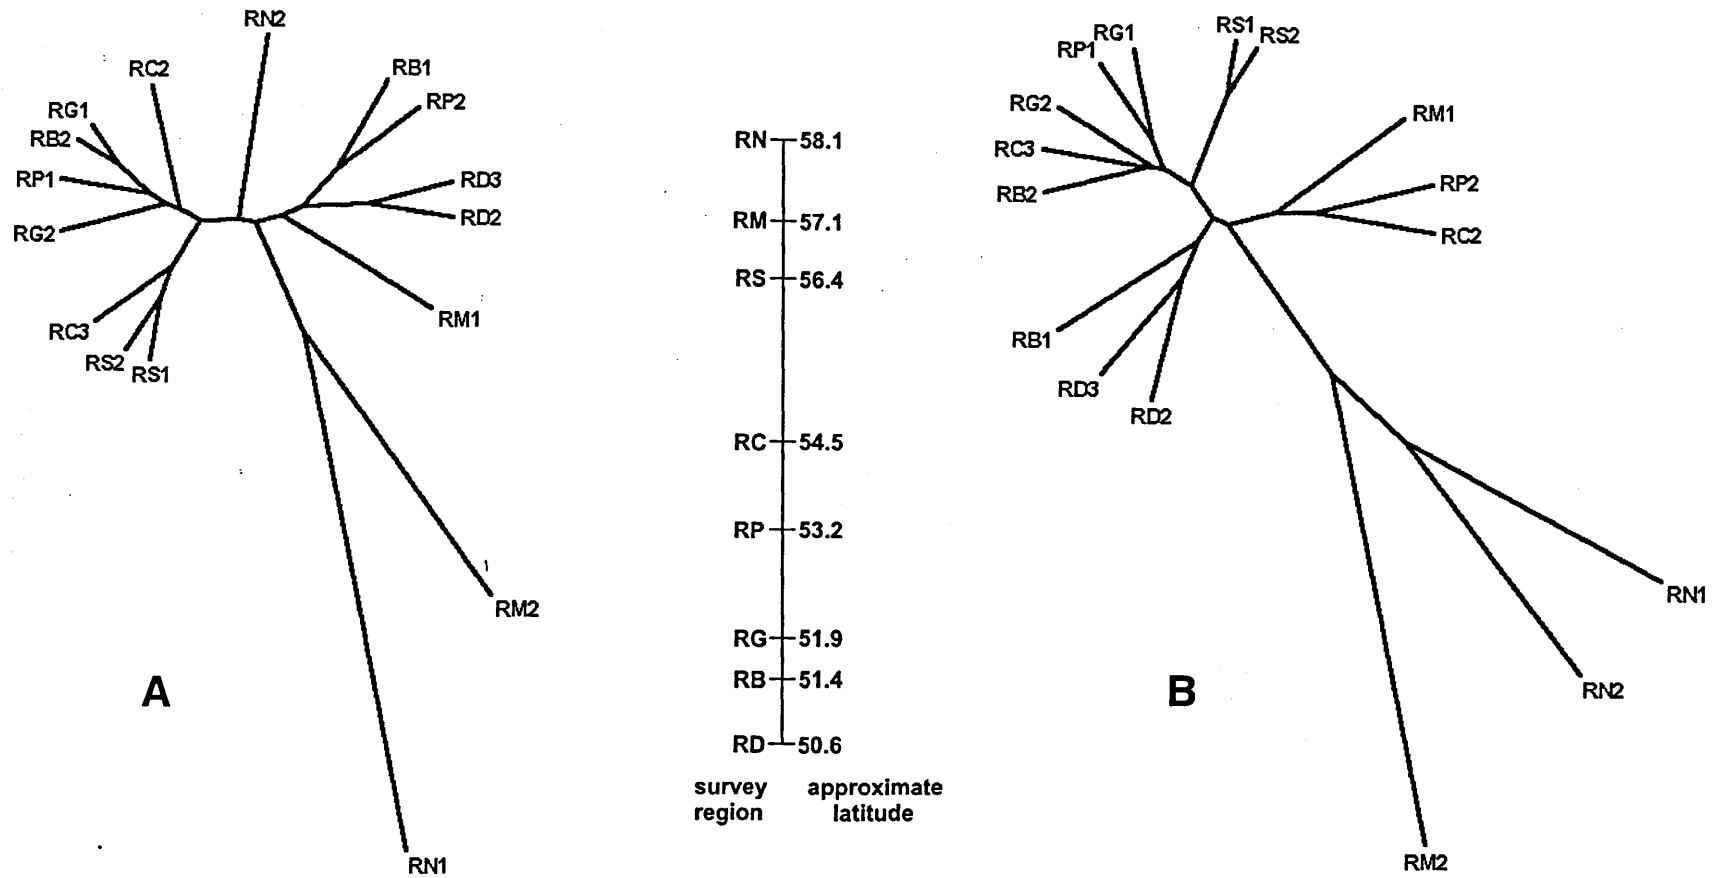 RN2
RC2
RB1
RG1
RP2
RB2
RP1
RD3
RD2
RG2
RM1
RC3
RS2
RS1
RM2
A
RN1
RN 58.1
RM 57.1
RS 56.4
RC 54.5
RP 53.2
RG 51.9
RB 51.4
RD 50.6
survey approximate
region latitude
RS1
RG1
RS2
RP1
RG2
RM1
RC3
RP2
RB2
RC2
RB1
RD3
RD2
RN1
B
RN2
RM2